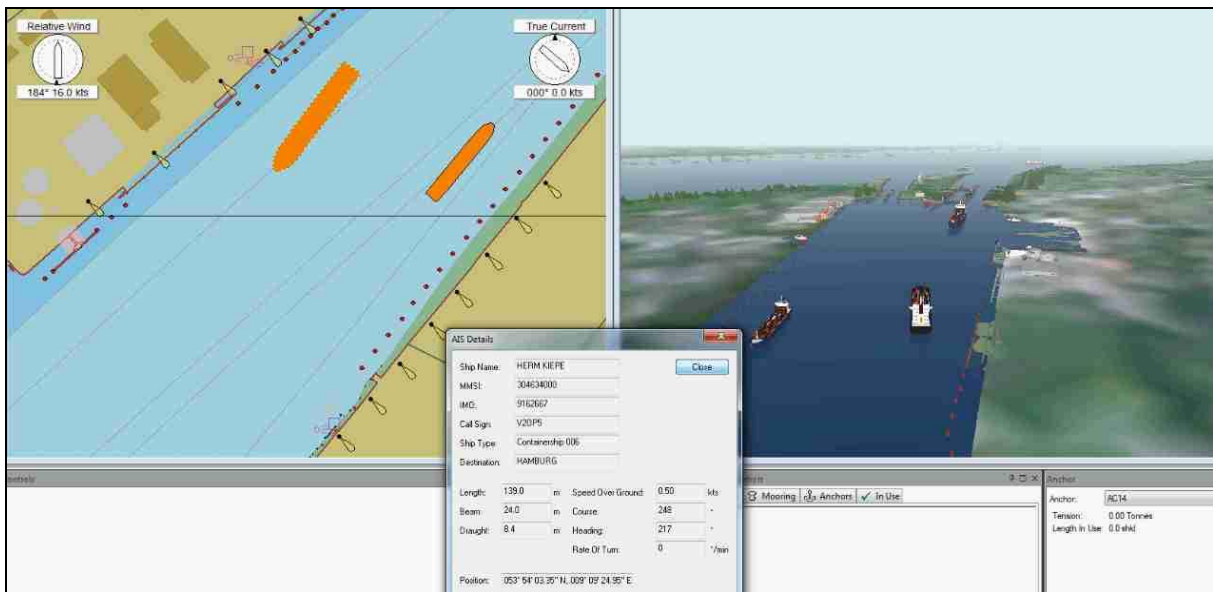 Relative Wind
184° 16.0 kts
True Current
000° 0.0 kts
AIS Details
Ship Name: HERM KIEPE
Close
MMSI: 304634000
IMO: 9162667
Call Sign: V2OP5
Ship Type: Containership 006
Destination: HAMBURG
Length: 139.0 m Speed Over Ground: 0.50 kts
Beam: 24.0 m Course: 248 °
Draught: 8.4 m Heading: 217 °
Rate Of Turn: 0 °/min
Position: 053° 54' 03.35" N, 009° 09' 24.95" E
Mooring Anchors In Use
Anchor
Anchor: AC14
Tension: 0.00 Tonnes
Length In Use 0.0 shkl